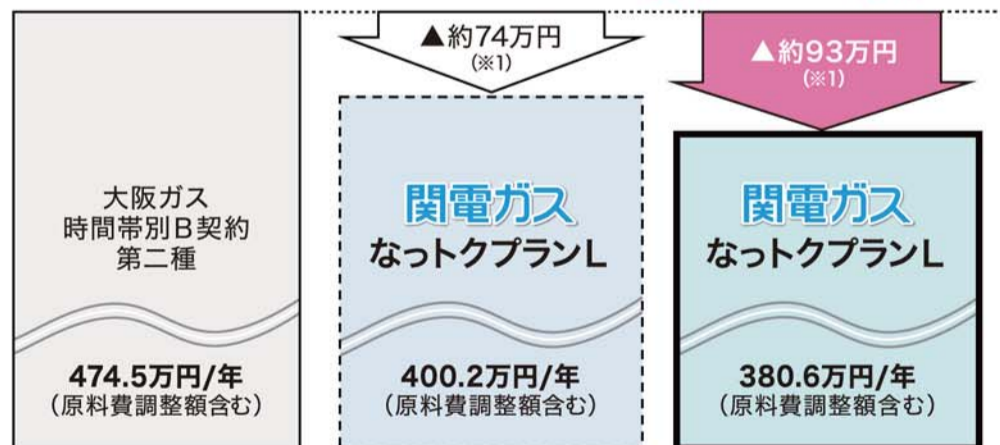 ▲約74万円
(※1)
▲約93万円
(※1)
大阪ガス
時間帯別B契約
第二種
474.5万円/年
(原料費調整額含む)
関電ガス
なっトクプランL
400.2万円/年
(原料費調整額含む)
関電ガス
なっトクプランL
380.6万円/年
(原料費調整額含む)